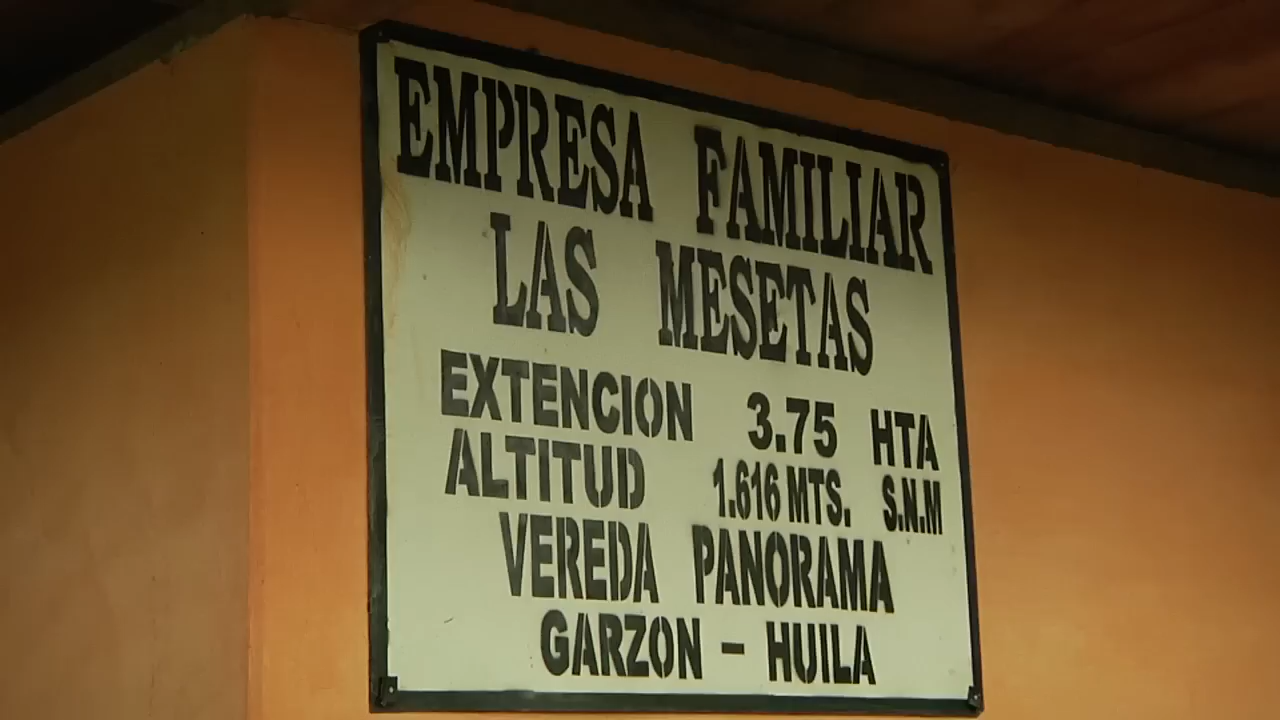 EMPRESA FAMILIAR
LAS MESETAS
EXTENCION 3.75 HTA
ALTITUD 1.616 MTS. S.N.M
VEREDA PANORAMA
GARZON - HUILA